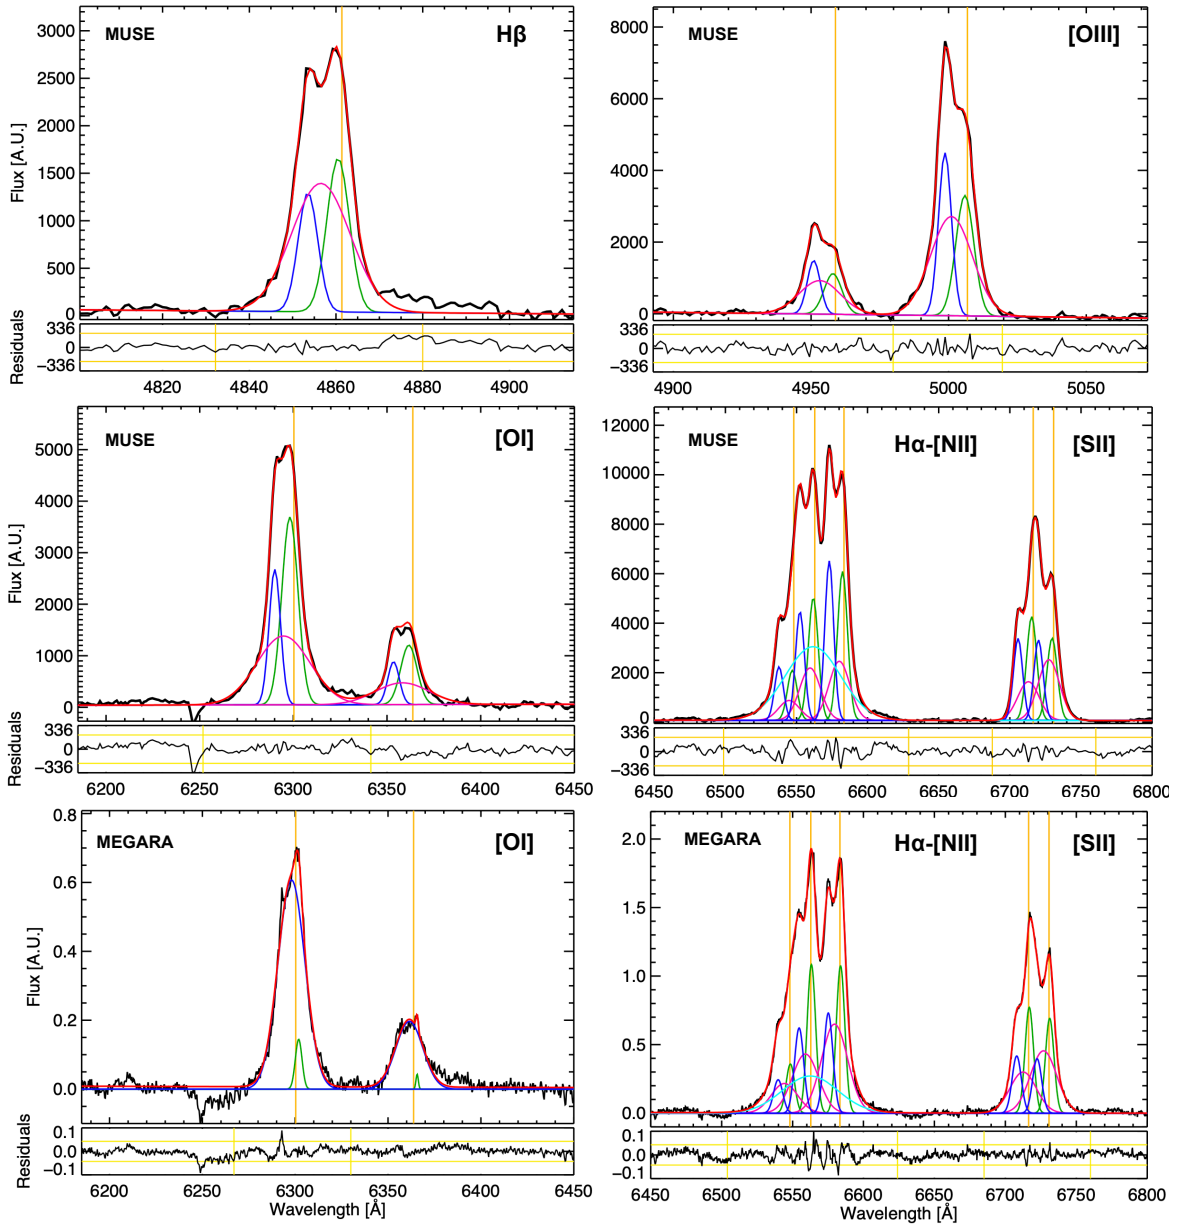 MUSE Hβ
3000
2500
2000
1500
1000
500
0
Flux [A.U.]
336
0
−336
Residuals
4820 4840 4860 4880 4900
MUSE [OIII]
8000
6000
4000
2000
0
336
0
−336
4900 4950 5000 5050
MUSE [OI]
5000
4000
3000
2000
1000
0
Flux [A.U.]
336
0
−336
Residuals
6200 6250 6300 6350 6400 6450
MUSE Hα-[NII] [SII]
12000
10000
8000
6000
4000
2000
0
336
0
−336
6450 6500 6550 6600 6650 6700 6750 6800
MEGARA [OI]
0.8
0.6
0.4
0.2
0.0
Flux [A.U.]
0.1
0.0
−0.1
Residuals
6200 6250 6300 6350 6400 6450
Wavelength [Å]
MEGARA Hα-[NII] [SII]
2.0
1.5
1.0
0.5
0.0
0.1
0.0
−0.1
6450 6500 6550 6600 6650 6700 6750 6800
Wavelength [Å]